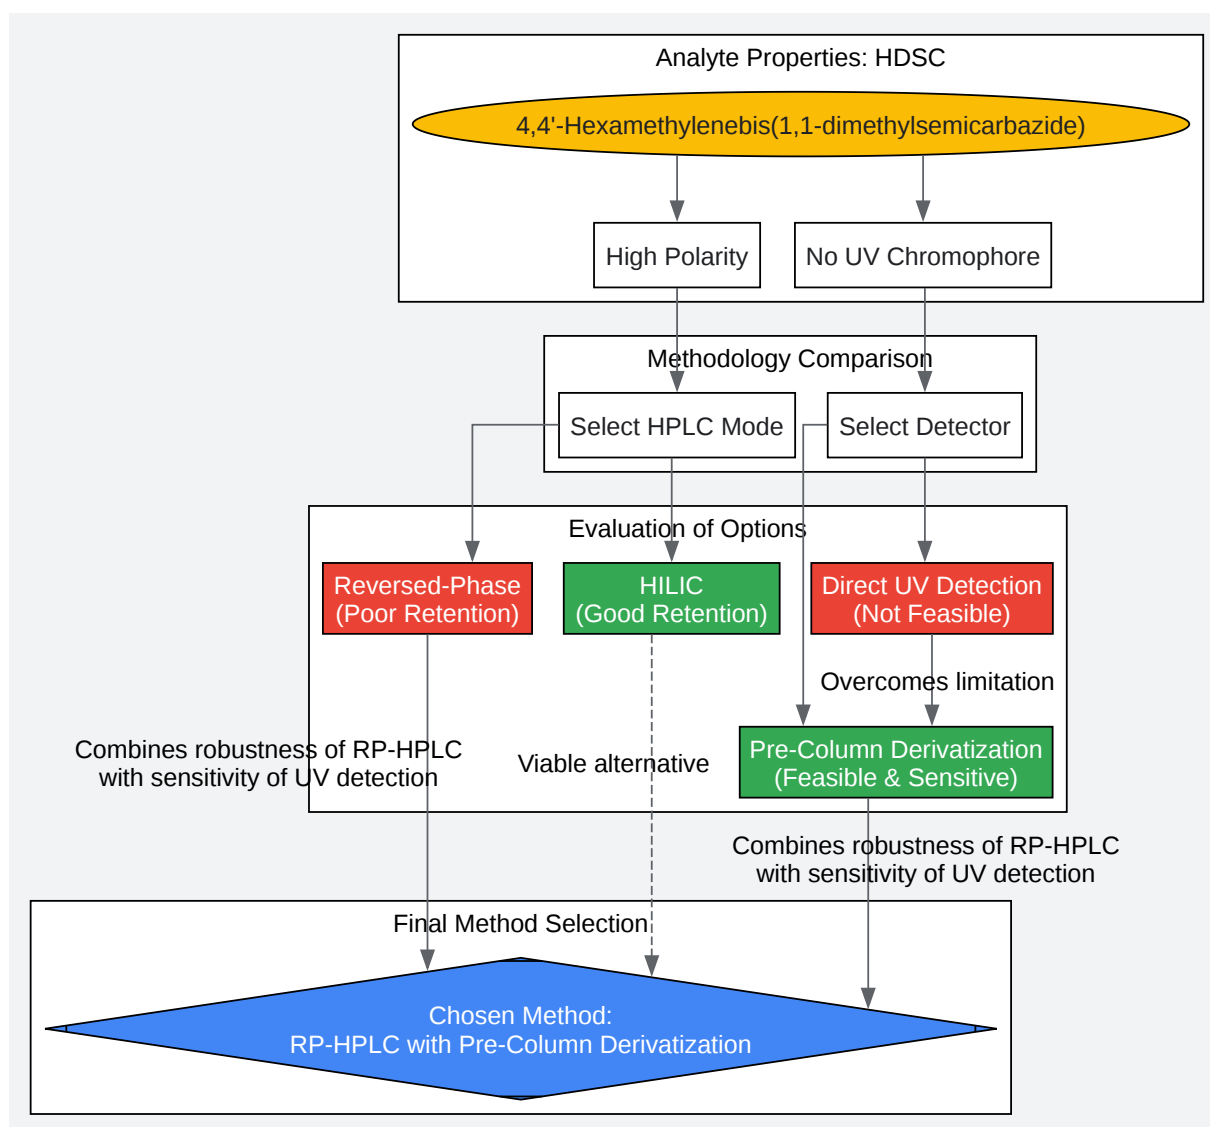 Analyte Properties: HDSC
4,4'-Hexamethylenebis(1,1-dimethylsemicarbazide)
High Polarity
No UV Chromophore
Methodology Comparison
Select HPLC Mode
Select Detector
Evaluation of Options
Reversed-Phase
(Poor Retention)
HILIC
(Good Retention)
Direct UV Detection
(Not Feasible)
Overcomes limitation
Combines robustness of RP-HPLC
with sensitivity of UV detection
Viable alternative
Pre-Column Derivatization
(Feasible & Sensitive)
Combines robustness of RP-HPLC
with sensitivity of UV detection
Final Method Selection
Chosen Method:
RP-HPLC with Pre-Column Derivatization